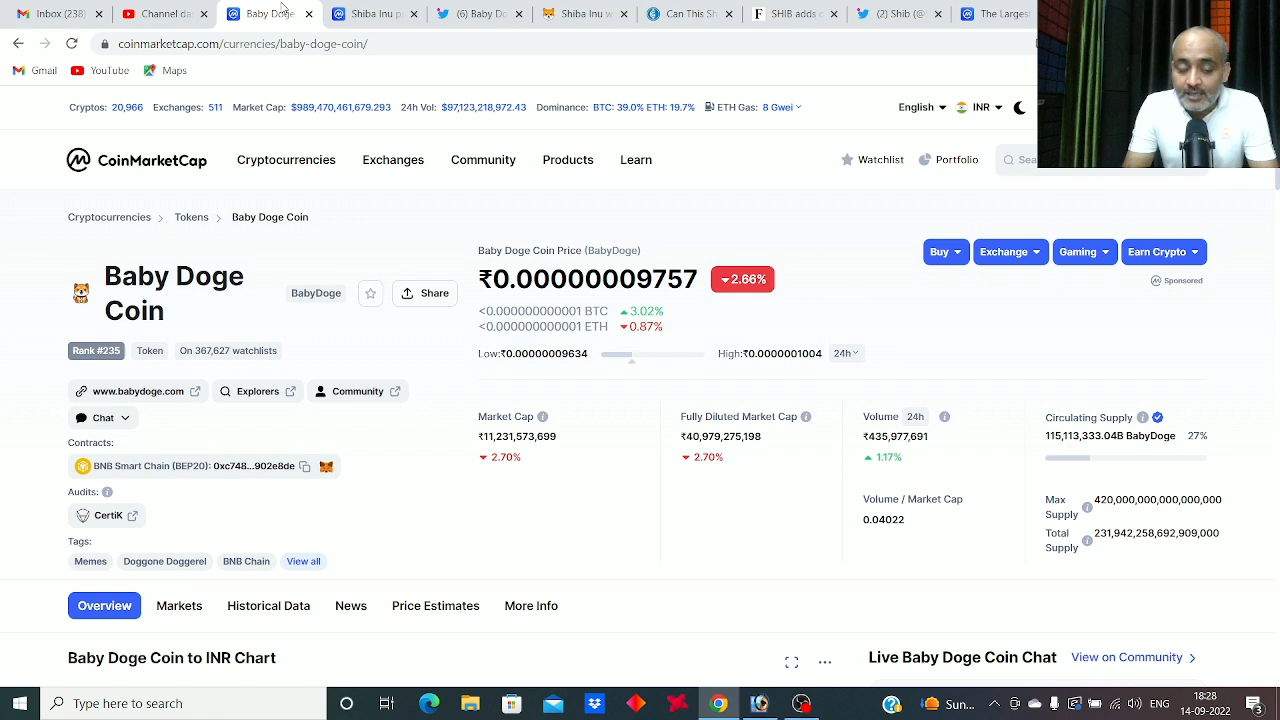 Inbox (238)
YouTube chann
Baby Doge
Shiba Inu p
(6) Baby Do
Shiba Inu w
Can This Sh
SHIB adds
(2) Shib (@
The Largest
coinmarketcap.com/currencies/baby-doge-coin/
Gmail YouTube Maps
Cryptos: 20,966 Exchanges: 511 Market Cap: $989,470,461,679.293 24h Vol: $97,123,218,972.43 Dominance: BTC: 39.0% ETH: 19.7% ETH Gas: 8 Gwei
English INR
CoinMarketCap Cryptocurrencies Exchanges Community Products Learn
Watchlist Portfolio Sea
Cryptocurrencies Tokens Baby Doge Coin
Baby Doge
Coin
BabyDoge Share
Rank #235 Token On 367,627 watchlists
www.babydoge.com Explorers Community
Chat
Contracts:
BNB Smart Chain (BEP20): 0xc748...902e8de
Audits:
CertiK
Tags:
Memes Doggone Doggerel BNB Chain View all
Baby Doge Coin Price (BabyDoge)
₹0.00000009757 2.66%
<0.000000000001 BTC 3.02%
<0.000000000001 ETH 0.87%
Low:₹0.00000009634 High:₹0.0000001004 24h
Buy Exchange Gaming Earn Crypto
Sponsored
Market Cap
₹11,231,573,699
2.70%
Fully Diluted Market Cap
₹40,979,275,198
2.70%
Volume 24h
₹435,977,691
1.17%
Volume / Market Cap
0.04022
Circulating Supply
115,113,333.04B BabyDoge 27%
Max
Supply
420,000,000,000,000,000
Total
Supply
231,942,258,692,909,000
Overview Markets Historical Data News Price Estimates More Info
Baby Doge Coin to INR Chart
Live Baby Doge Coin Chat View on Community
Type here to search
Sun...
ENG
18:28
14-09-2022
3